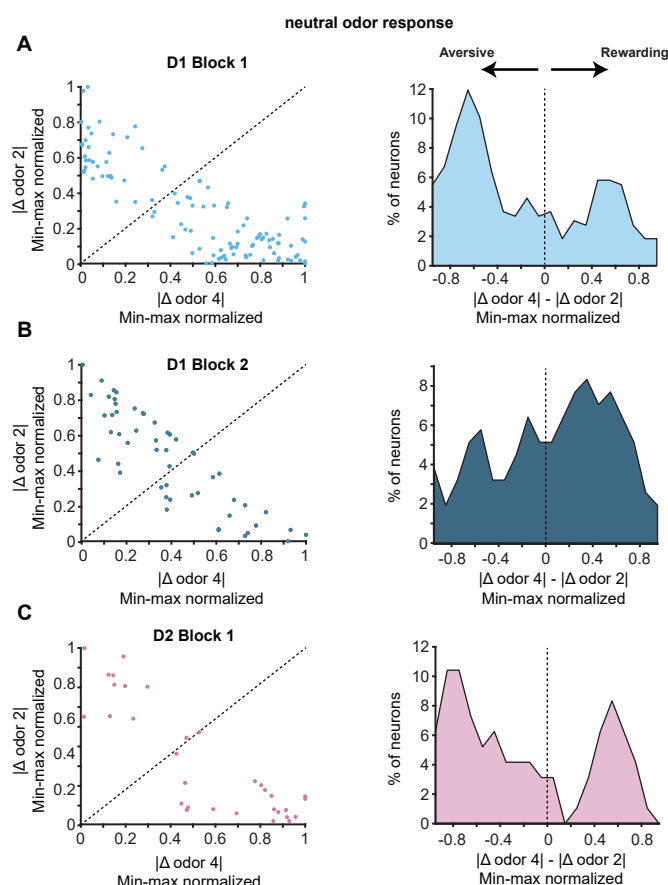 neutral odor response
A
D1 Block 1
|Δ odor 2|
Min-max normalized
1
0.8
0.6
0.4
0.2
0
0
0.2
0.4
0.6
0.8
1
|Δ odor 4|
Min-max normalized
Aversive
Rewarding
% of neurons
12
10
8
6
4
2
0
-0.8
-0.4
0
0.4
0.8
|Δ odor 4| - |Δ odor 2|
Min-max normalized
B
D1 Block 2
|Δ odor 2|
Min-max normalized
1
0.8
0.6
0.4
0.2
0
0
0.2
0.4
0.6
0.8
1
|Δ odor 4|
Min-max normalized
% of neurons
8
6
4
2
0
-0.8
-0.4
0
0.4
0.8
|Δ odor 4| - |Δ odor 2|
Min-max normalized
C
D2 Block 1
|Δ odor 2|
Min-max normalized
1
0.8
0.6
0.4
0.2
0
0
0.2
0.4
0.6
0.8
1
|Δ odor 4|
Min-max normalized
% of neurons
12
10
8
6
4
2
0
-0.8
-0.4
0
0.4
0.8
|Δ odor 4| - |Δ odor 2|
Min-max normalized